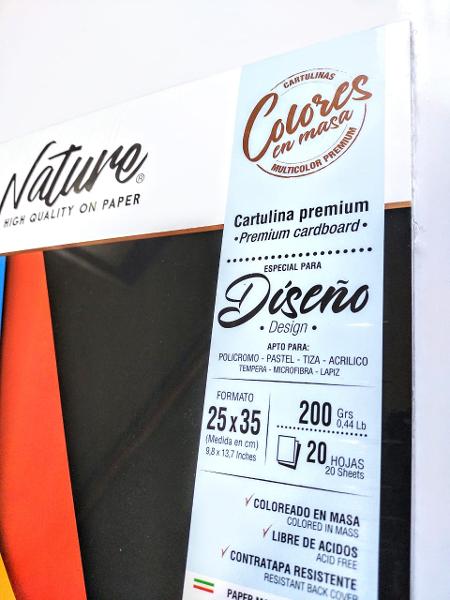 Nature®
HIGH QUALITY ON PAPER
CARTULINAS
Colores
en masa
MULTICOLOR PREMIUM
Cartulina premium
•Premium cardboard•
ESPECIAL PARA
Diseño
• Design •
APTO PARA:
POLICROMO - PASTEL - TIZA - ACRILICO
TEMPERA - MICROFIBRA - LAPIZ
FORMATO
25 x 35
(Medida en cm)
9,8 x 13,7 Inches
200 Grs
0,44 Lb
20 HOJAS
20 Sheets
COLOREADO EN MASA
COLORED IN MASS
LIBRE DE ACIDOS
ACID FREE
CONTRATAPA RESISTENTE
RESISTANT BACK COVER
PAPER